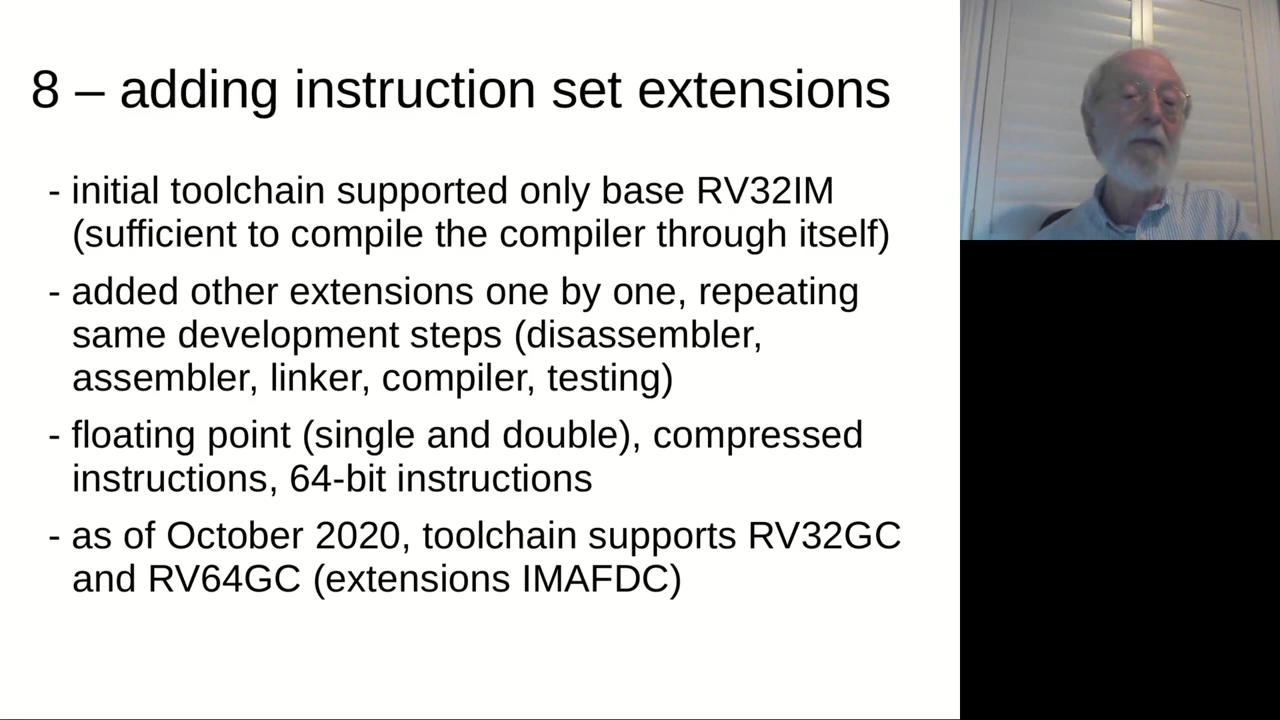 8 – adding instruction set extensions
- initial toolchain supported only base RV32IM
(sufficient to compile the compiler through itself)
- added other extensions one by one, repeating
same development steps (disassembler,
assembler, linker, compiler, testing)
- floating point (single and double), compressed
instructions, 64-bit instructions
- as of October 2020, toolchain supports RV32GC
and RV64GC (extensions IMAFDC)